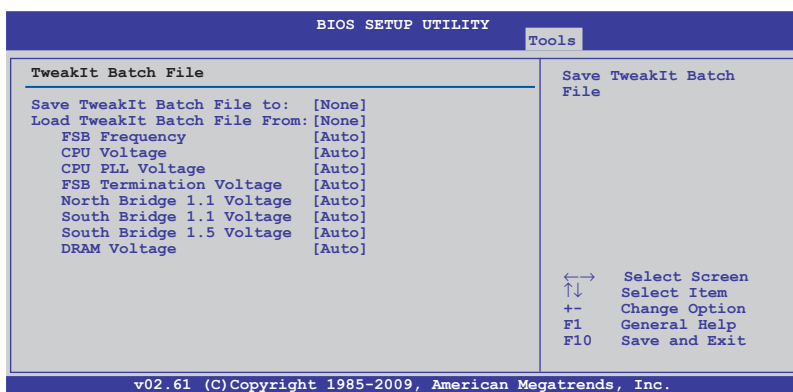 BIOS SETUP UTILITY
Tools
TweakIt Batch File
Save TweakIt Batch File to: [None]
Load TweakIt Batch File From: [None]
FSB Frequency [Auto]
CPU Voltage [Auto]
CPU PLL Voltage [Auto]
FSB Termination Voltage [Auto]
North Bridge 1.1 Voltage [Auto]
South Bridge 1.1 Voltage [Auto]
South Bridge 1.5 Voltage [Auto]
DRAM Voltage [Auto]
Save TweakIt Batch
File
←→ Select Screen
↑↓ Select Item
+- Change Option
F1 General Help
F10 Save and Exit
v02.61 (C)Copyright 1985-2009, American Megatrends, Inc.